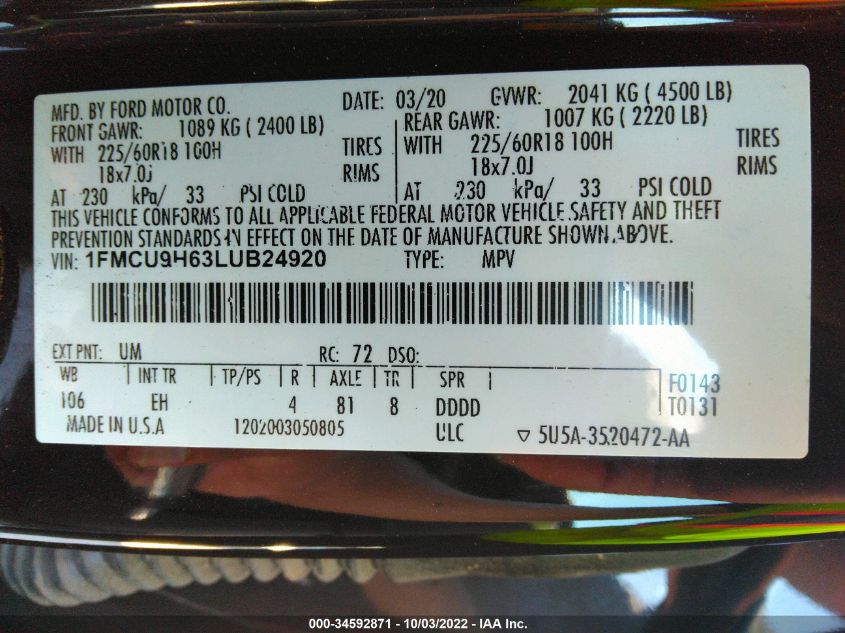 MFD. BY FORD MOTOR CO. DATE: 03/20 GVWR: 2041 KG ( 4500 LB)
FRONT GAWR: 1089 KG ( 2400 LB) REAR GAWR: 1007 KG ( 2220 LB)
WITH 225/60R18 100H TIRES WITH 225/60R18 100H TIRES
18x7.0J RIMS 18x7.0J RIMS
AT 230 kPa/ 33 PSI COLD AT 230 kPa/ 33 PSI COLD
THIS VEHICLE CONFORMS TO ALL APPLICABLE FEDERAL MOTOR VEHICLE SAFETY AND THEFT
PREVENTION STANDARDS IN EFFECT ON THE DATE OF MANUFACTURE SHOWN ABOVE.
VIN: 1FMCU9H63LUB24920 TYPE: MPV
EXT PNT: UM RC: 72 DSO:
WB INT TR TP/PS R AXLE TR SPR F0143
106 EH 4 81 8 DDDD T0131
MADE IN U.S.A 1202003050805 ULC ▽ 5U5A-3520472-AA
000-34592871 - 10/03/2022 - IAA Inc.